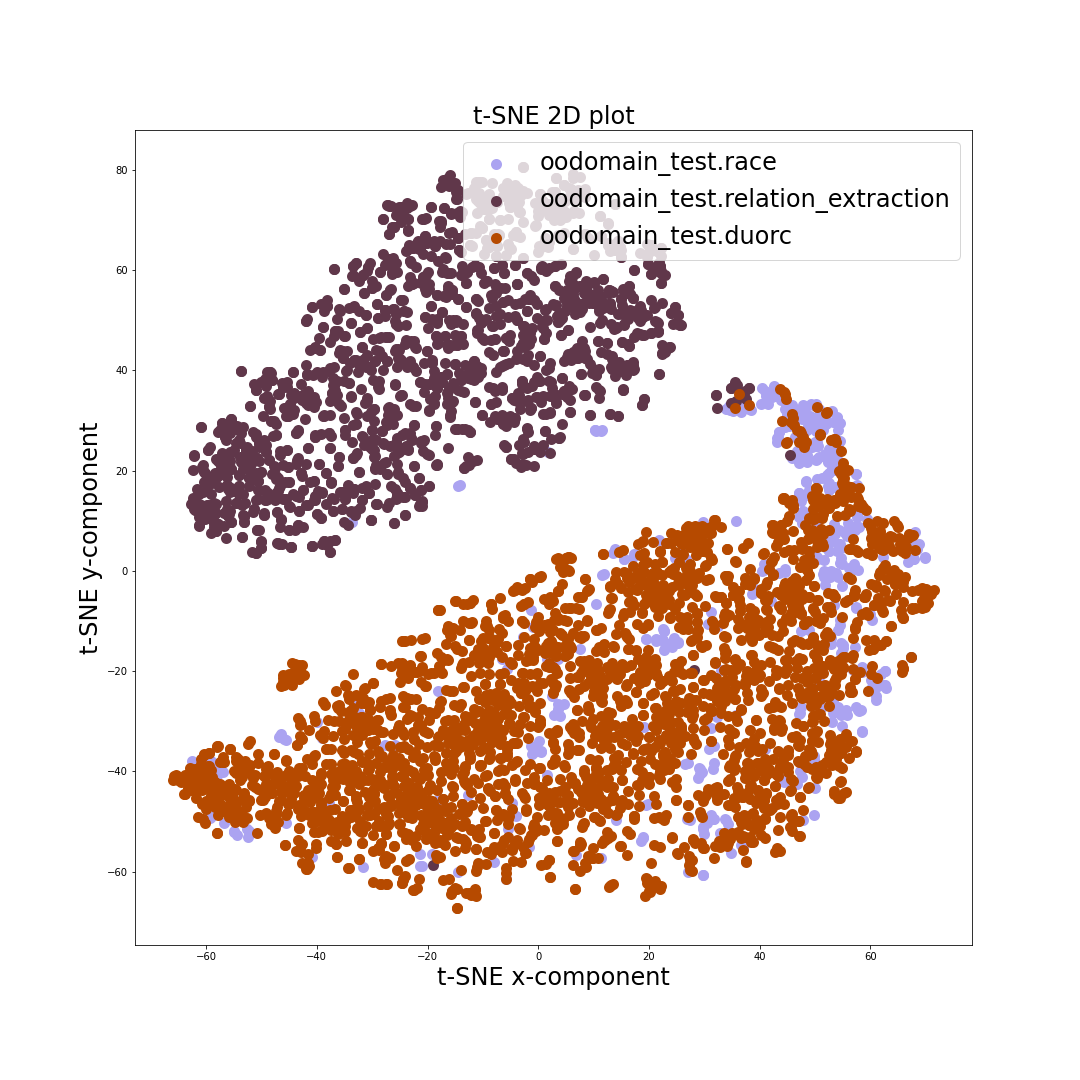 t-SNE 2D plot
oodomain_test.race
oodomain_test.relation_extraction
oodomain_test.duorc
80
60
40
20
0
−20
−40
−60
t-SNE y-component
−60 −40 −20 0 20 40 60
t-SNE x-component